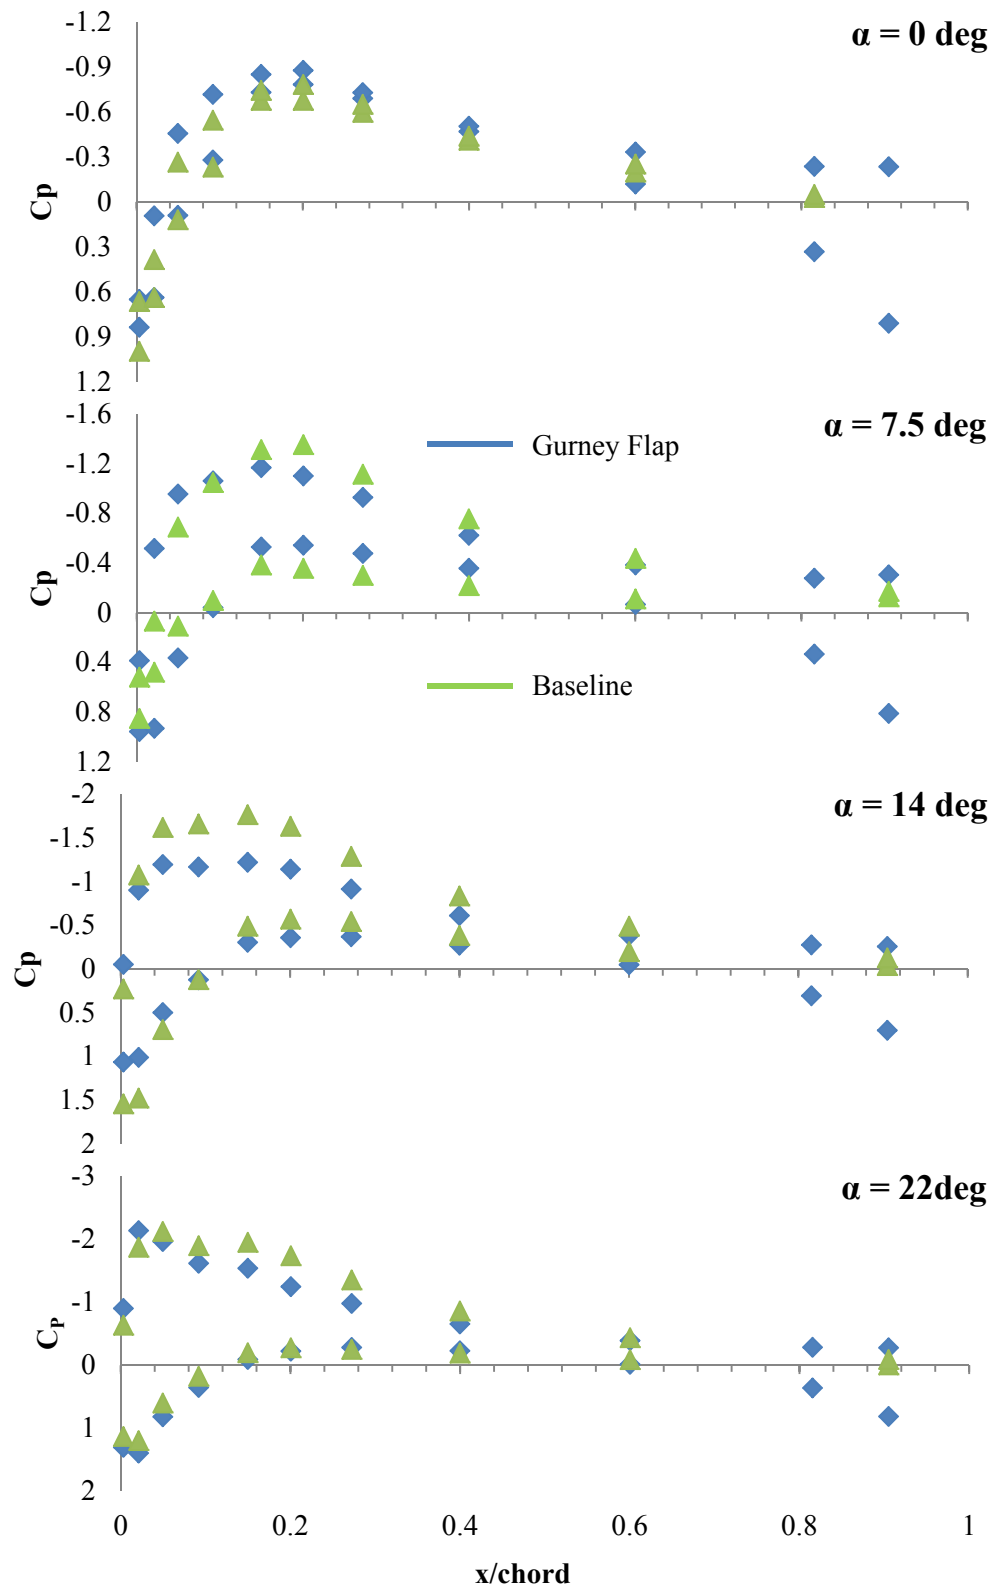 -1.2
α = 0 deg
-0.9
-0.6
-0.3
0
0.3
0.6
0.9
1.2
Cp
-1.6
α = 7.5 deg
Gurney Flap
-1.2
-0.8
-0.4
0
0.4
Baseline
0.8
1.2
Cp
-2
α = 14 deg
-1.5
-1
-0.5
0
0.5
1
1.5
2
Cp
-3
α = 22deg
-2
-1
0
1
2
CP
0 0.2 0.4 0.6 0.8 1
x/chord